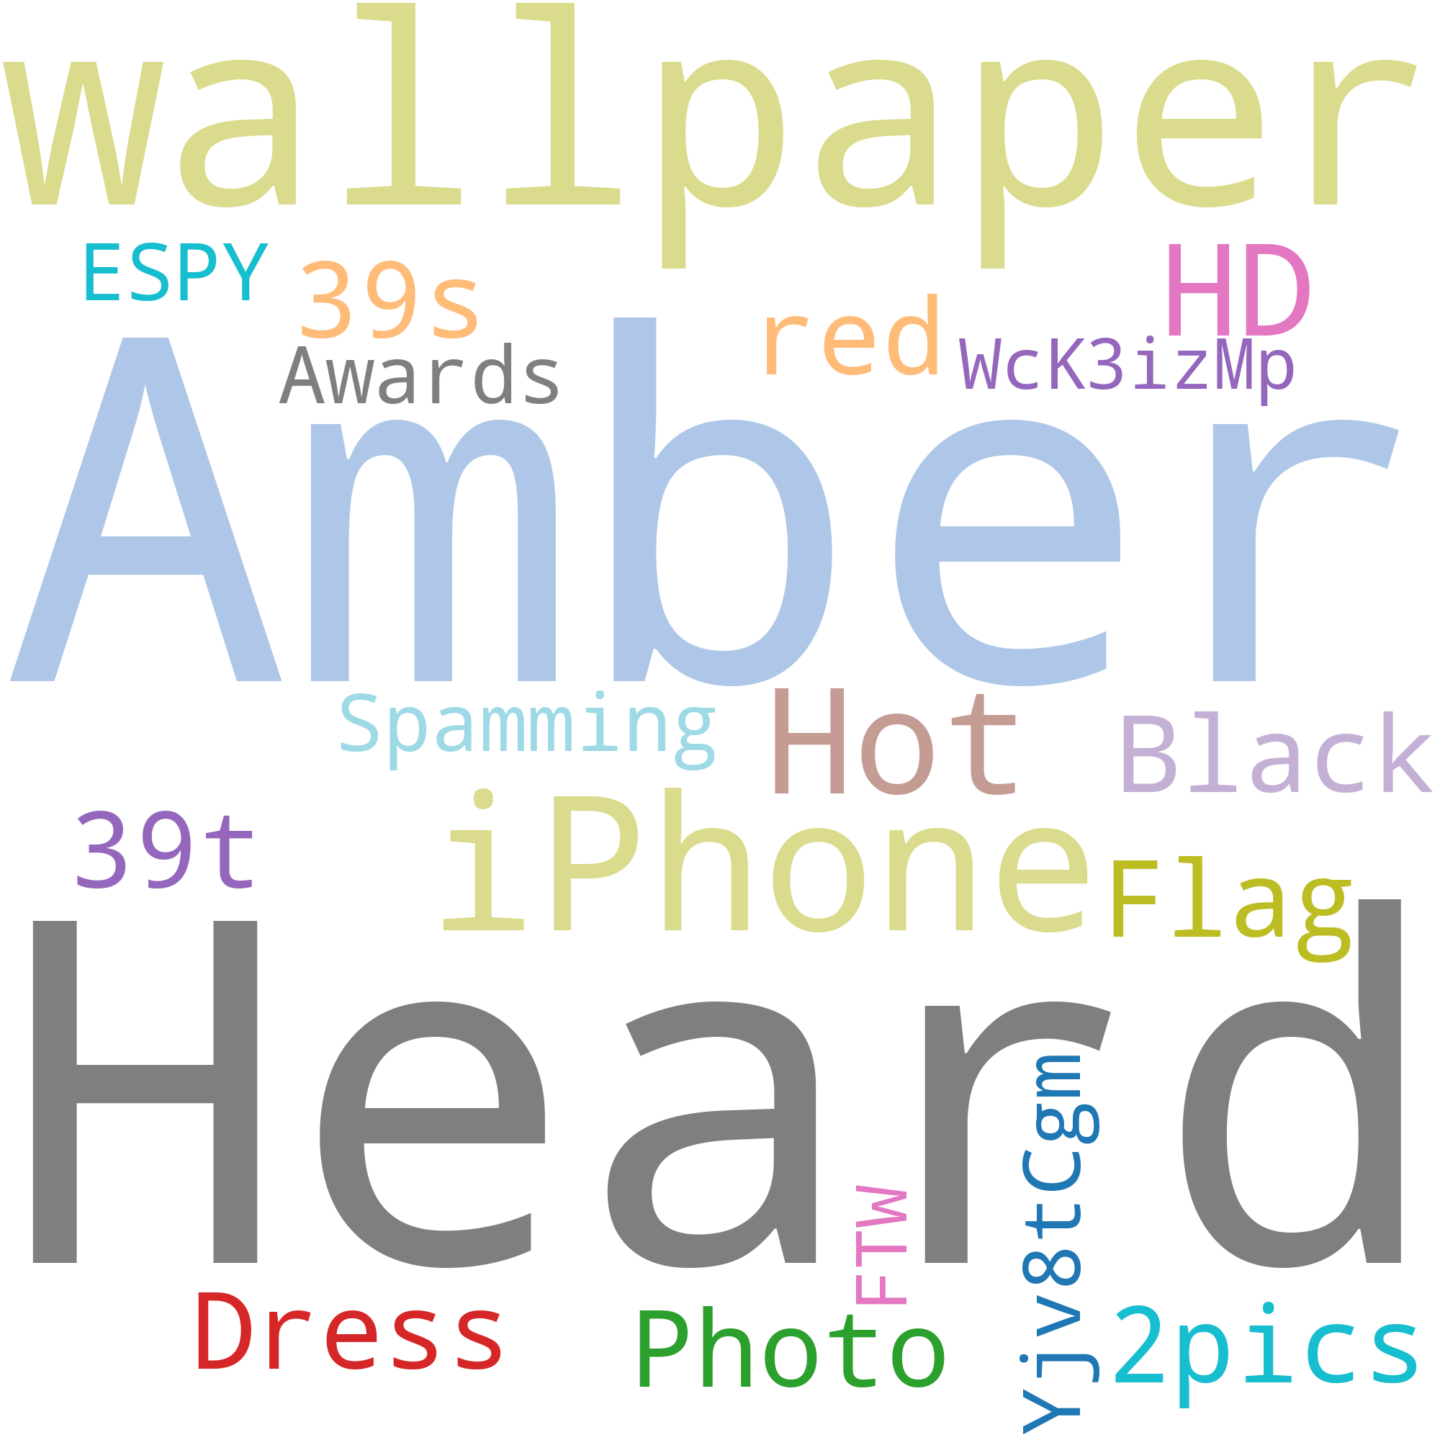 wallpaper
ESPY
39s
HD
red
Awards
WcK3izMp
Amber
Spamming
Hot
Black
39t
iPhone
Flag
Heard
Yjv8tCgm
FTW
Dress
Photo
2pics